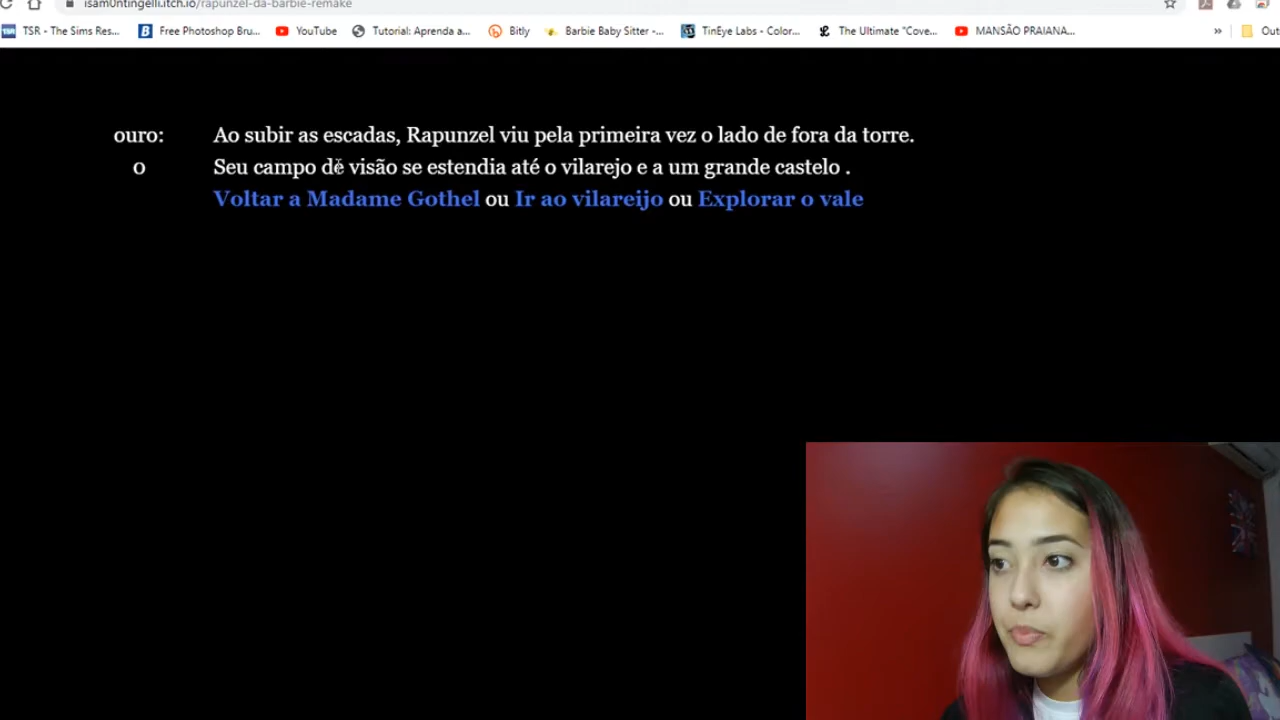 isam0ntingelli.itch.io/rapunzel-da-barbie-remake
TSR - The Sims Res... Free Photoshop Bru... YouTube Tutorial: Aprenda a... Bitly Barbie Baby Sitter -... TinEye Labs - Color... The Ultimate "Cove... MANSÃO PRAIANA... » Out
ouro: Ao subir as escadas, Rapunzel viu pela primeira vez o lado de fora da torre.
0 Seu campo de visão se estendia até o vilarejo e a um grande castelo .
Voltar a Madame Gothel ou Ir ao vilareijo ou Explorar o vale